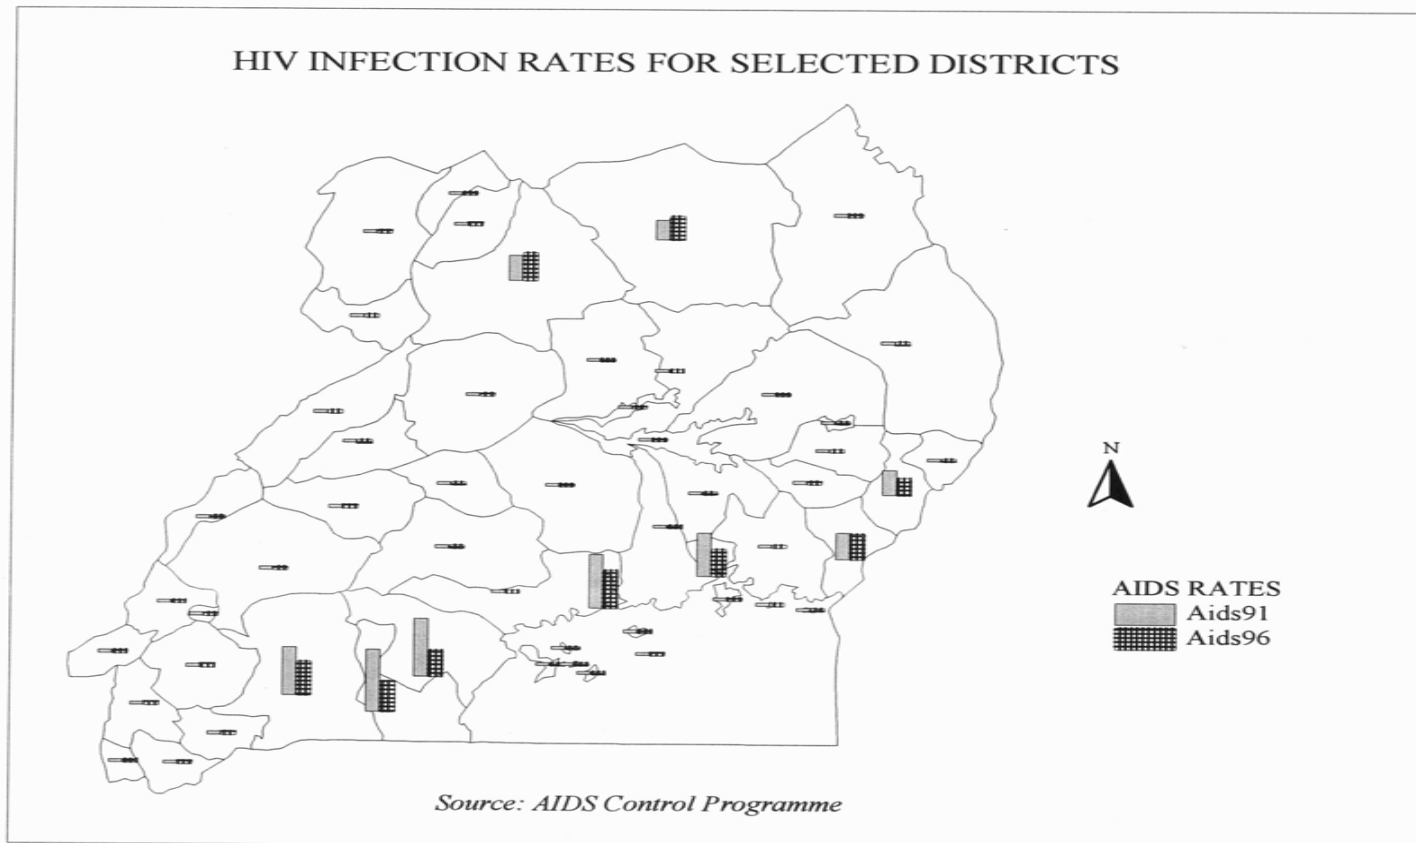 HIV INFECTION RATES FOR SELECTED DISTRICTS
N
AIDS RATES
Aids91
Aids96
Source: AIDS Control Programme